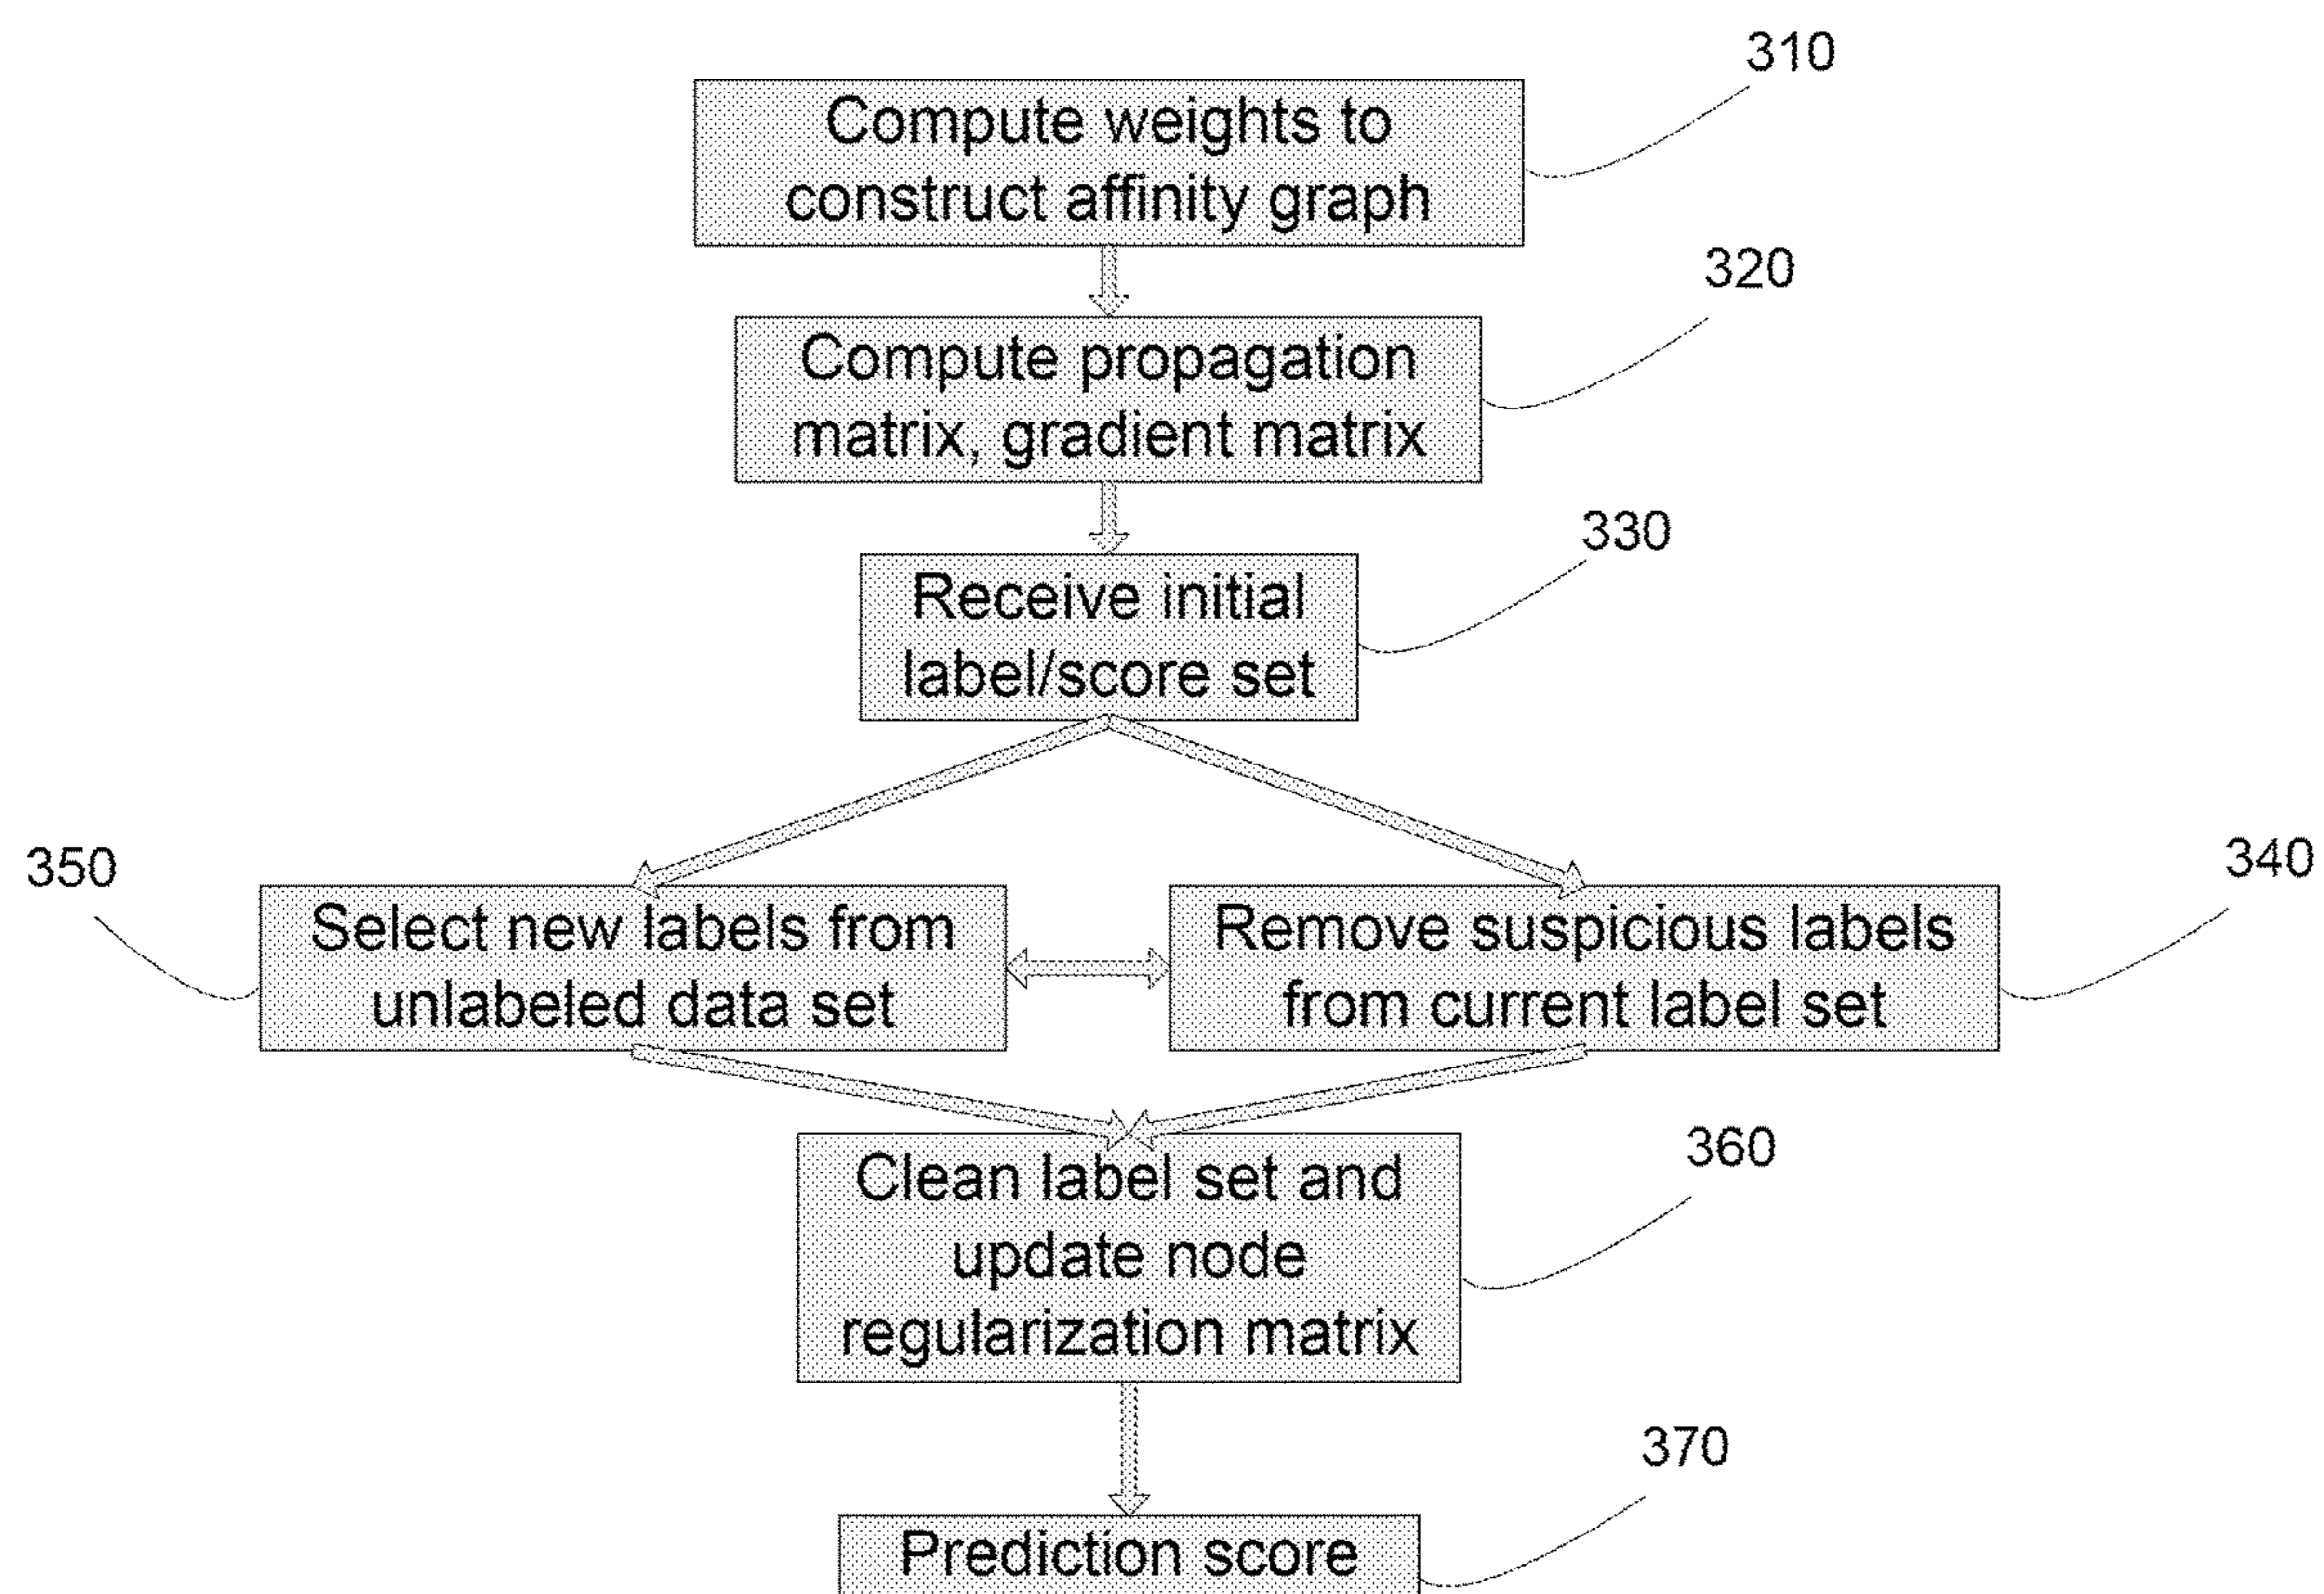 310
Compute weights to
construct affinity graph
320
Compute propagation
matrix, gradient matrix
330
Receive initial
label/score set
350
340
Select new labels from
unlabeled data set
Remove suspicious labels
from current label set
360
Clean label set and
update node
regularization matrix
370
Prediction score